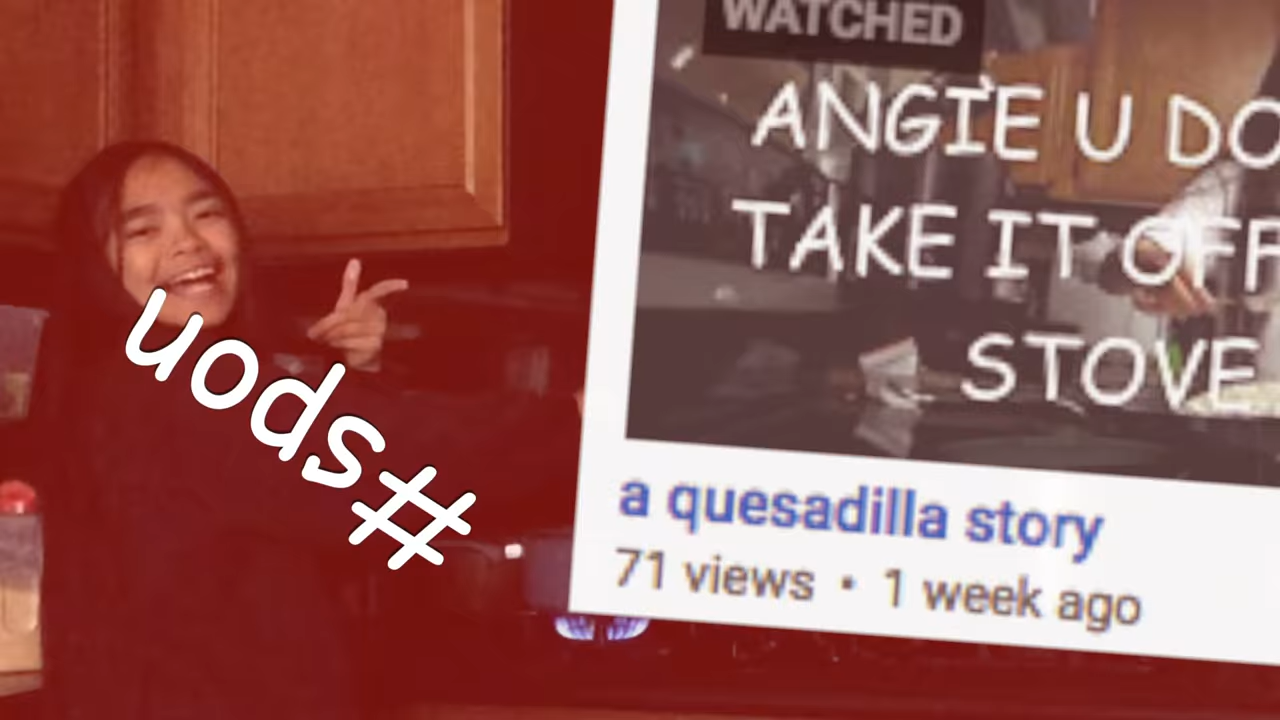 WATCHED
ANGIE U DO
TAKE IT OFF
STOVE
#spon
a quesadilla story
71 views • 1 week ago